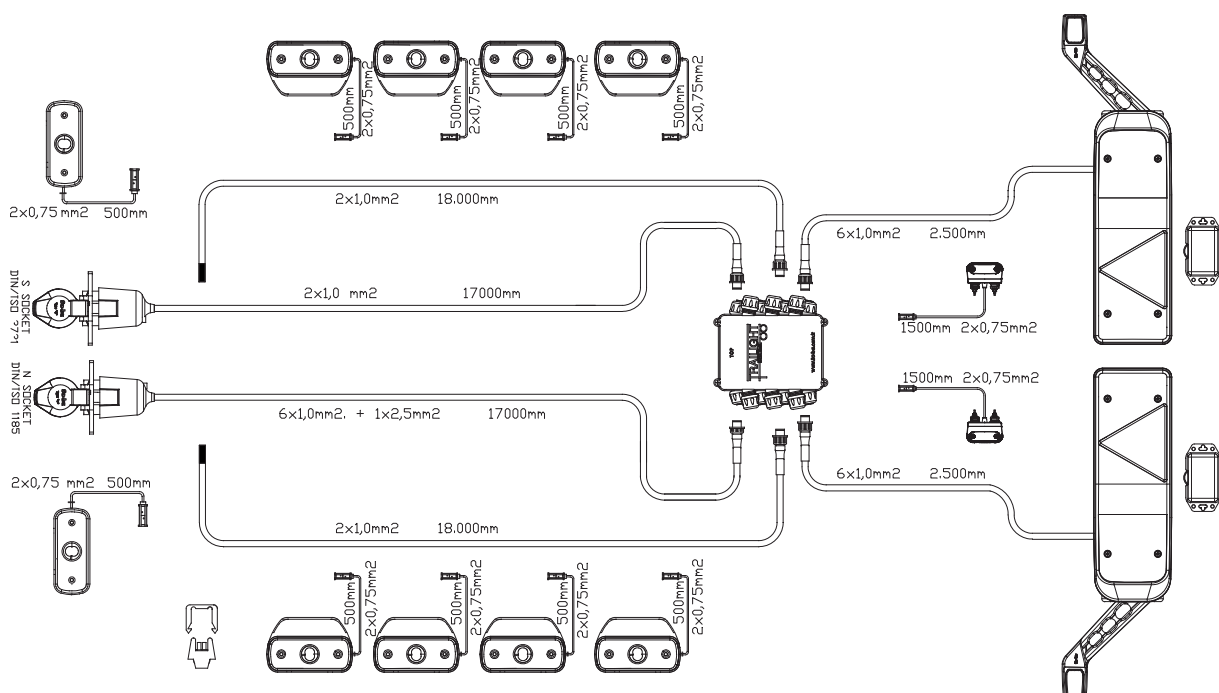 500mm
2x0,75mm2
500mm
2x0,75mm2
500mm
2x0,75mm2
500mm
2x0,75mm2
2x0,75 mm2 500mm
2x1,0mm2 18.000mm
6x1,0mm2 2.500mm
S SOCKET
2x1,0 mm2 17000mm
1500mm 2x0,75mm2
TRAILIGHT
TOP
N SOCKET
DIN/ISO 1185
6x1,0mm2. + 1x2,5mm2 17000mm
1500mm 2x0,75mm2
2x0,75 mm2 500mm
6x1,0mm2 2.500mm
2x1,0mm2 18.000mm
500mm
2x0,75mm2
500mm
2x0,75mm2
500mm
2x0,75mm2
500mm
2x0,75mm2